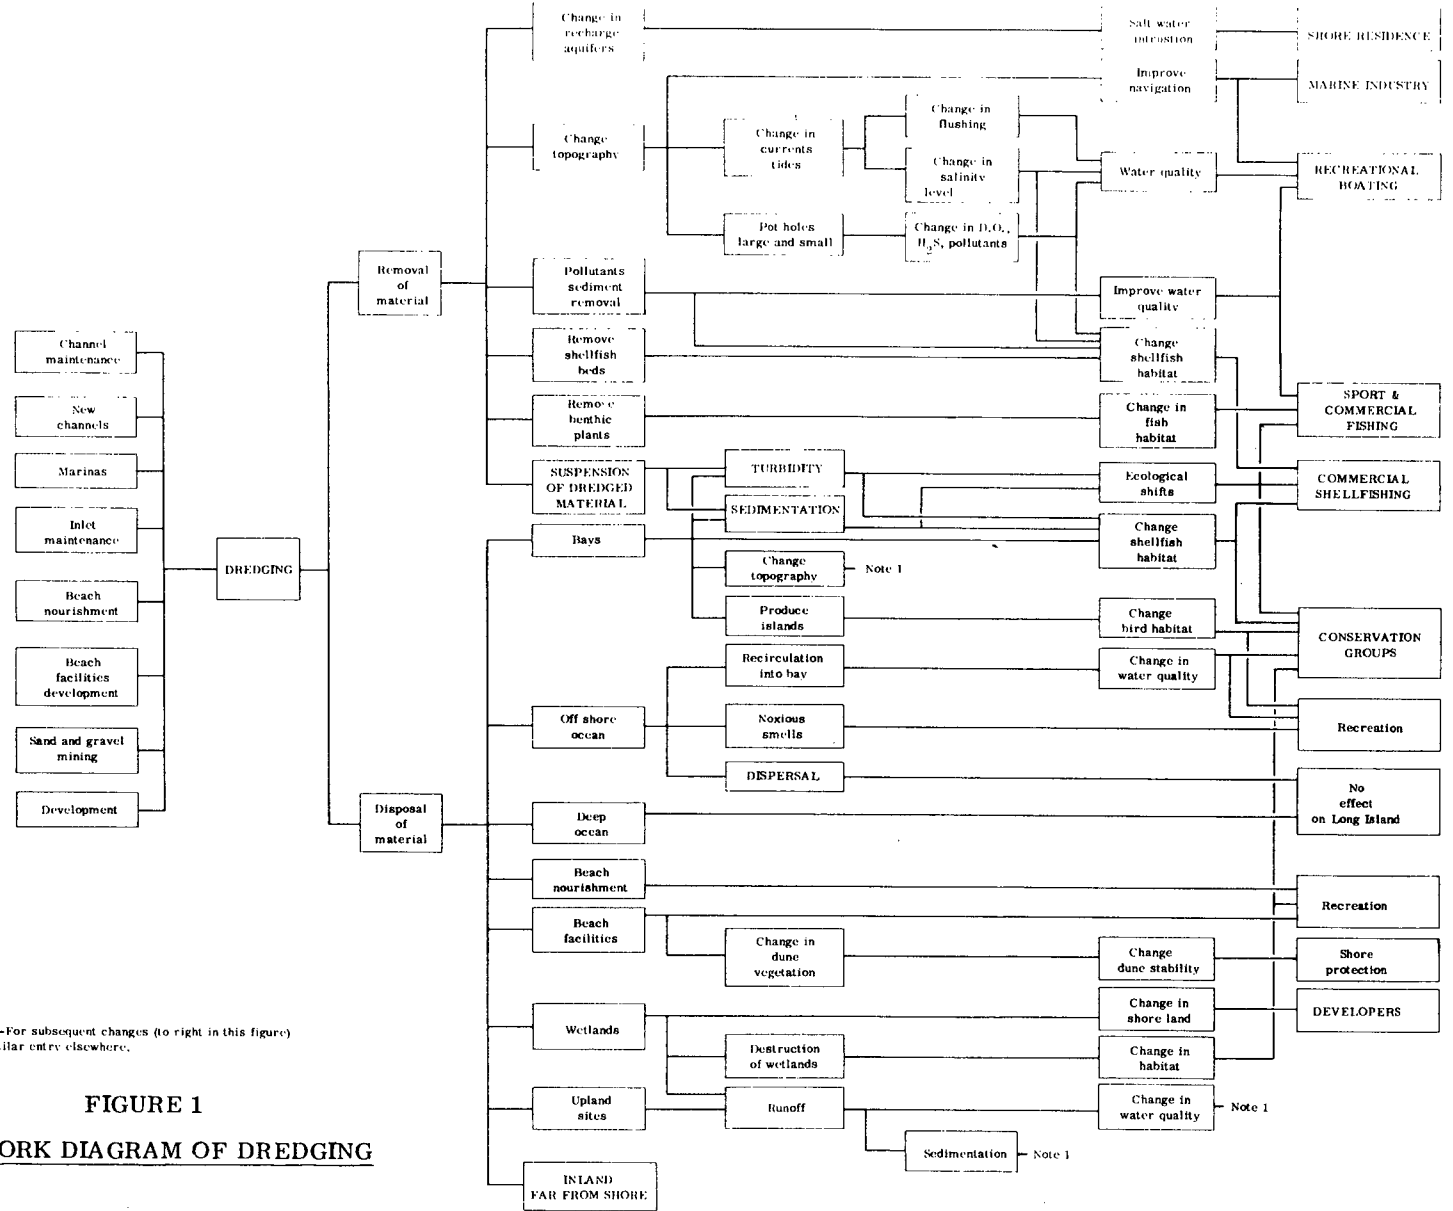 Change in
recharge
aquifers
Salt water
intrustion
SHORE RESIDENCE
Improve
navigation
MARINE INDUSTRY
Change
topography
Change in
currents
tides
Change in
flushing
Change in
salinity
level
Water quality
RECREATIONAL
BOATING
Pot holes
large and small
Change in D.O.,
H2S, pollutants
Removal
of
material
Pollutants
sediment
removal
Improve water
quality
Remove
shellfish
beds
Change
shellfish
habitat
Remove
benthic
plants
Change in
fish
habitat
SPORT &
COMMERCIAL
FISHING
SUSPENSION
OF DREDGED
MATERIAL
TURBIDITY
SEDIMENTATION
Ecological
shifts
COMMERCIAL
SHELLFISHING
Channel
maintenance
New
channels
Marinas
Inlet
maintenance
Beach
nourishment
Beach
facilities
development
Sand and gravel
mining
Development
DREDGING
Disposal
of
material
Bays
Change
shellfish
habitat
Change
topography
Note 1
Produce
islands
Change
bird habitat
CONSERVATION
GROUPS
Off shore
ocean
Recirculation
into bay
Change in
water quality
Noxious
smells
Recreation
DISPERSAL
No
effect
on Long Island
Deep
ocean
Beach
nourishment
Recreation
Beach
facilities
Change in
dune
vegetation
Change
dune stability
Shore
protection
Wetlands
Change in
shore land
DEVELOPERS
Destruction
of wetlands
Change in
habitat
Upland
sites
Runoff
Change in
water quality
Note 1
Sedimentation
Note 1
INLAND
FAR FROM SHORE
-For subsequent changes (to right in this figure)
ilar entry elsewhere.
FIGURE 1
ORK DIAGRAM OF DREDGING